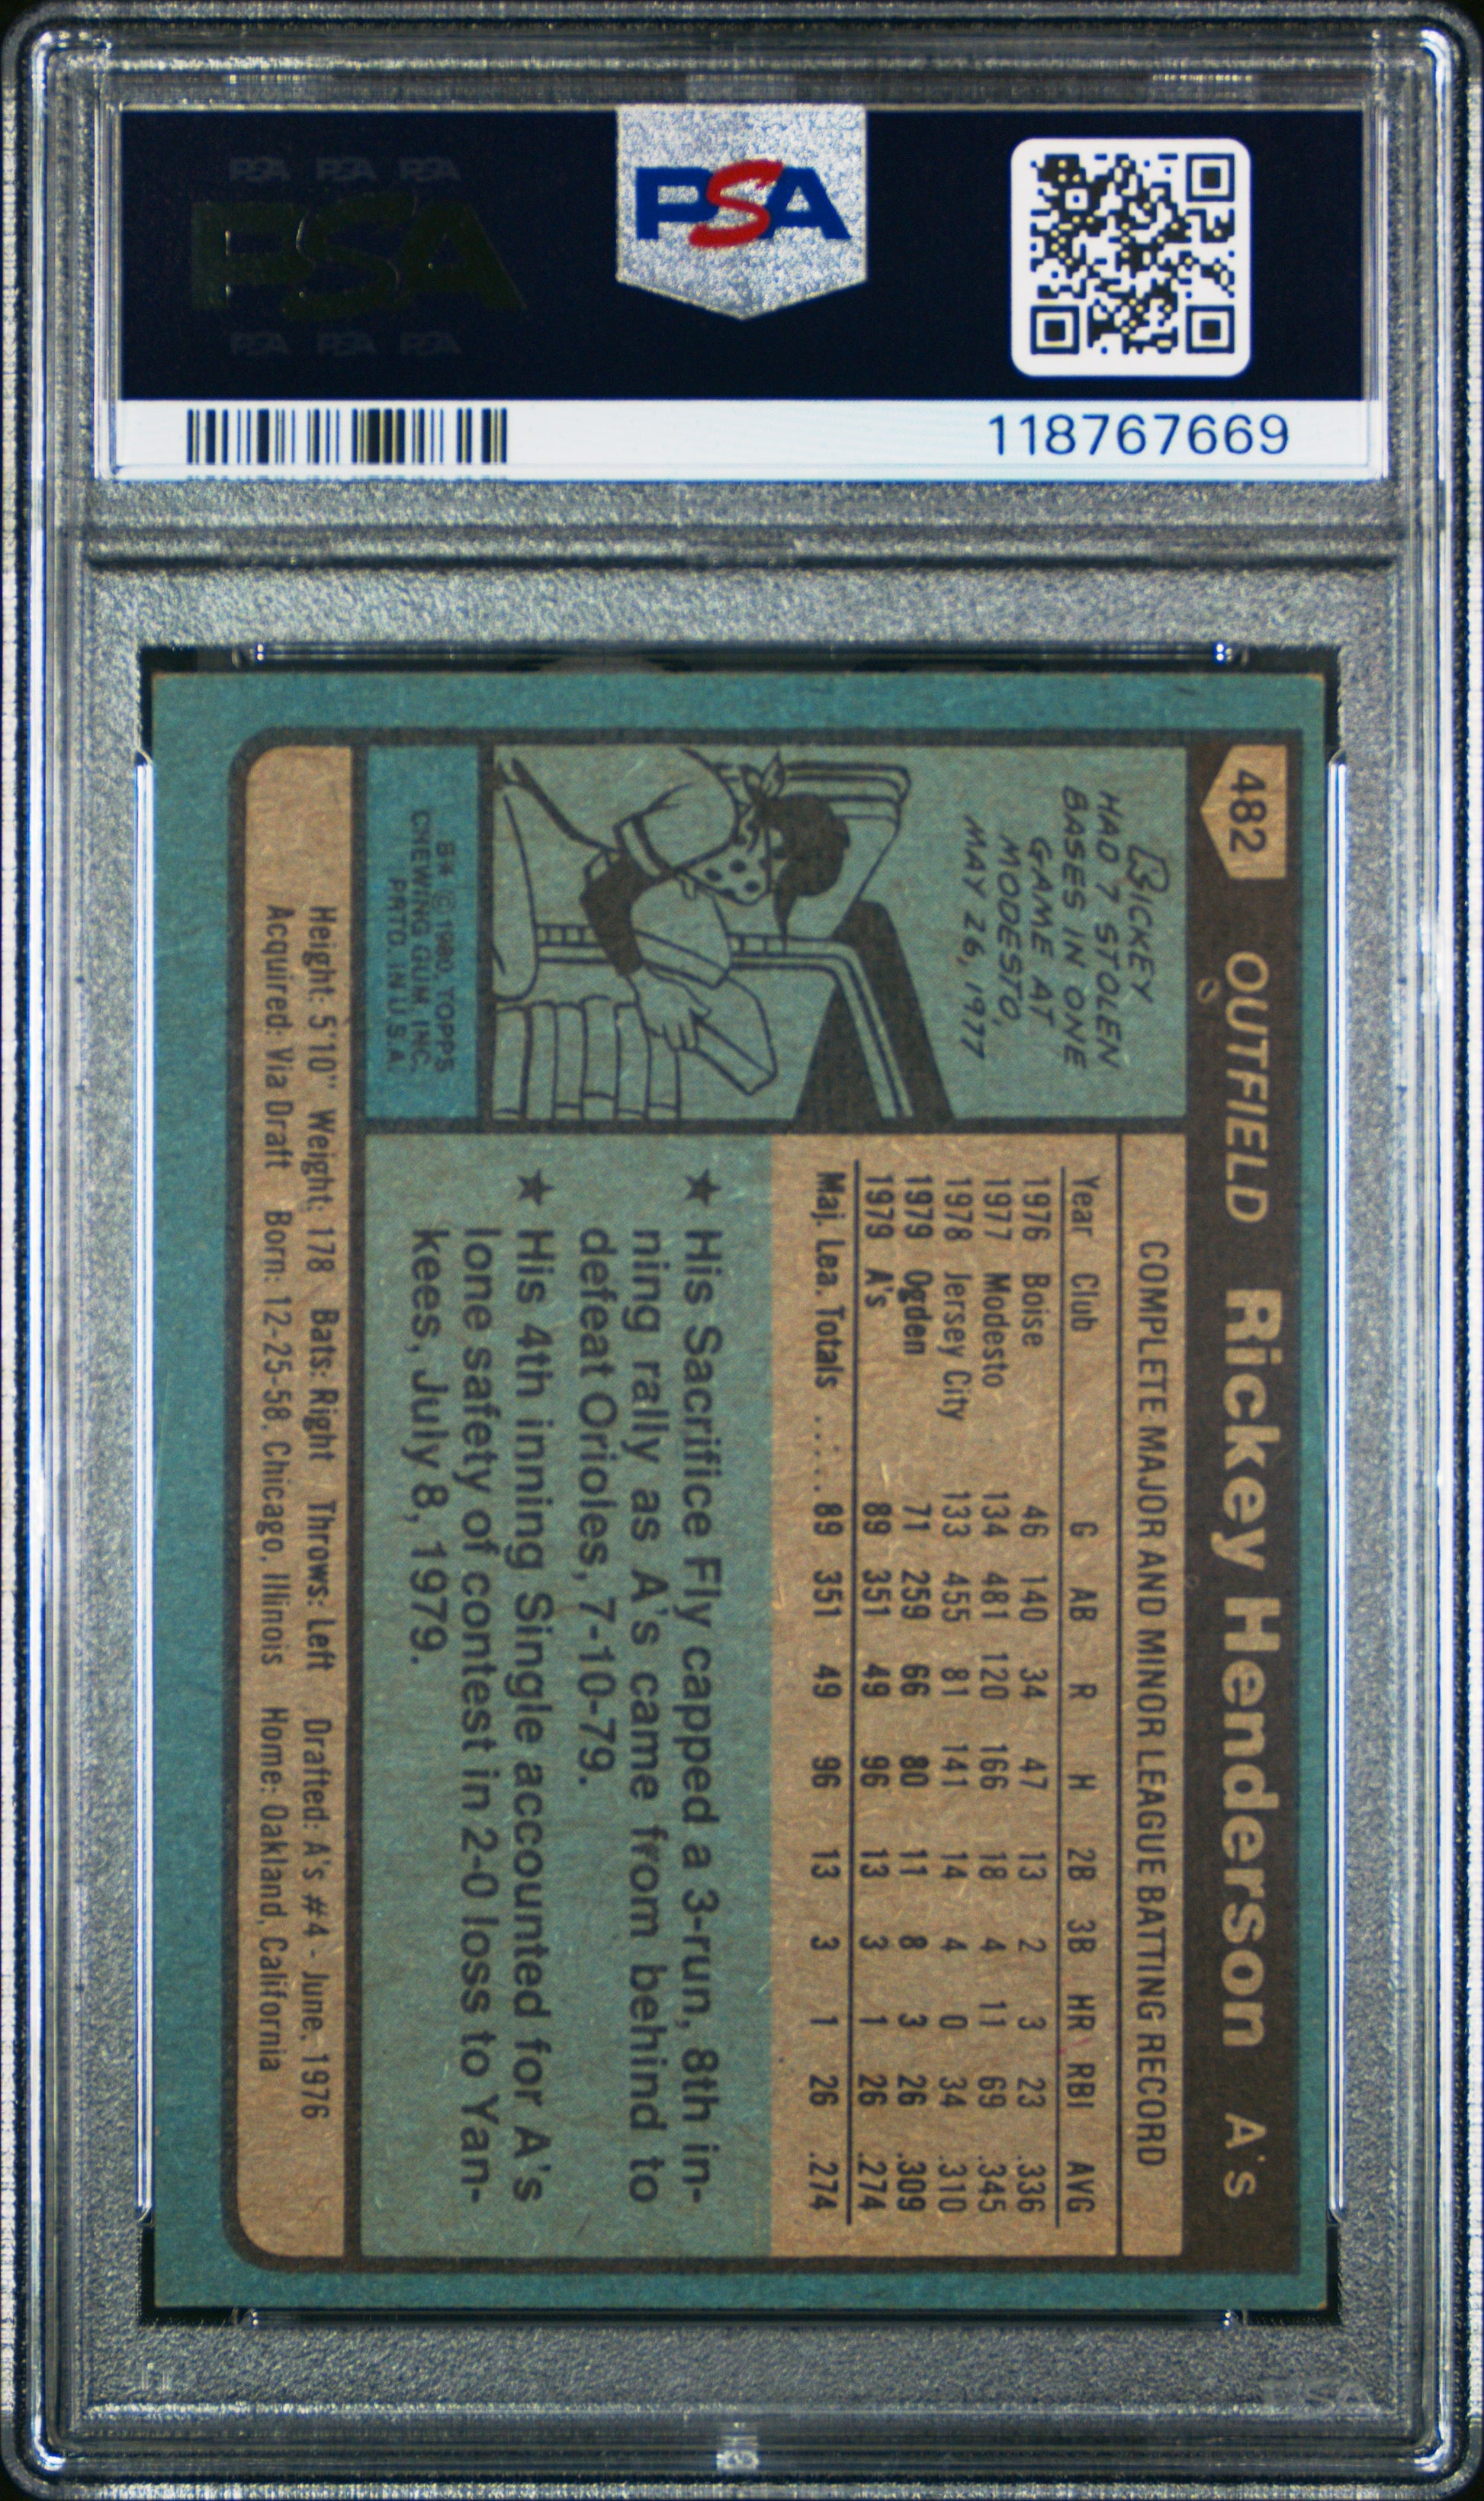 PSA PSA PSA
PSA
PSA PSA PSA
PSA
118767669
482 OUTFIELD Rickey Henderson A's
RICKEY
HAD 7 STOLEN
BASES IN ONE
GAME AT
MODESTO,
MAY 26, 1977
B* © 1980, TOPPS
CHEWING GUM, INC.
PRTD. IN U.S.A.
COMPLETE MAJOR AND MINOR LEAGUE BATTING RECORD
Year Club G AB R H 2B 3B HR RBI AVG
1976 Boise 46 140 34 47 13 2 3 23 .336
1977 Modesto 134 481 120 166 18 4 11 69 .345
1978 Jersey City 133 455 81 141 14 4 0 34 .310
1979 Ogden 71 259 66 80 11 8 3 26 .309
1979 A's 89 351 49 96 13 3 1 26 .274
Maj. Lea. Totals ...... 89 351 49 96 13 3 1 26 .274
★ His Sacrifice Fly capped a 3-run, 8th in-
ning rally as A's came from behind to
defeat Orioles, 7-10-79.
★ His 4th inning Single accounted for A's
lone safety of contest in 2-0 loss to Yan-
kees, July 8, 1979.
Height: 5'10" Weight: 178 Bats: Right Throws: Left Drafted: A's #4 - June, 1976
Acquired: Via Draft Born: 12-25-58, Chicago, Illinois Home: Oakland, California